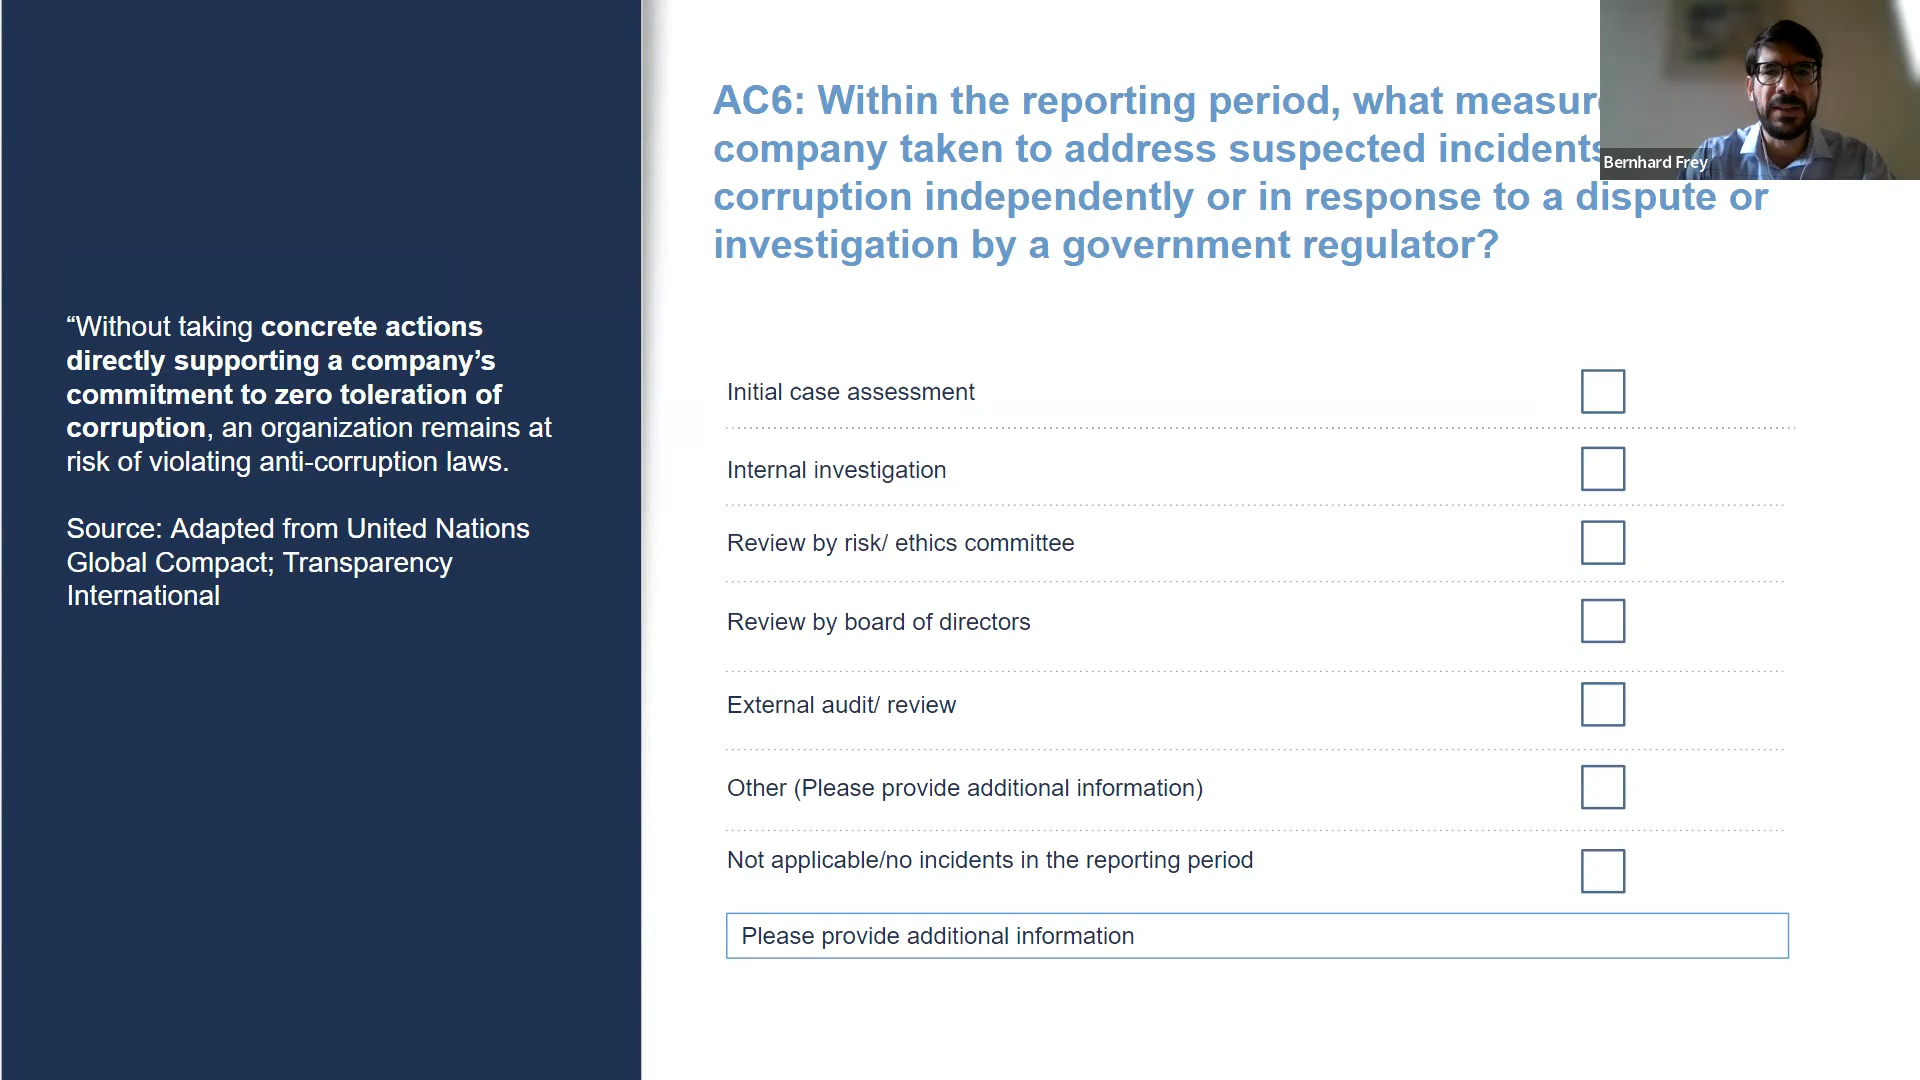 AC6: Within the reporting period, what
company taken to address suspected
corruption independently or in response to a dispute or
investigation by a government regulator?
Bernhard Frey
“Without taking concrete actions
directly supporting a company’s
commitment to zero toleration of
corruption, an organization remains at
risk of violating anti-corruption laws.
Source: Adapted from United Nations
Global Compact; Transparency
International
Initial case assessment
Internal investigation
Review by risk/ ethics committee
Review by board of directors
External audit/ review
Other (Please provide additional information)
Not applicable/no incidents in the reporting period
Please provide additional information